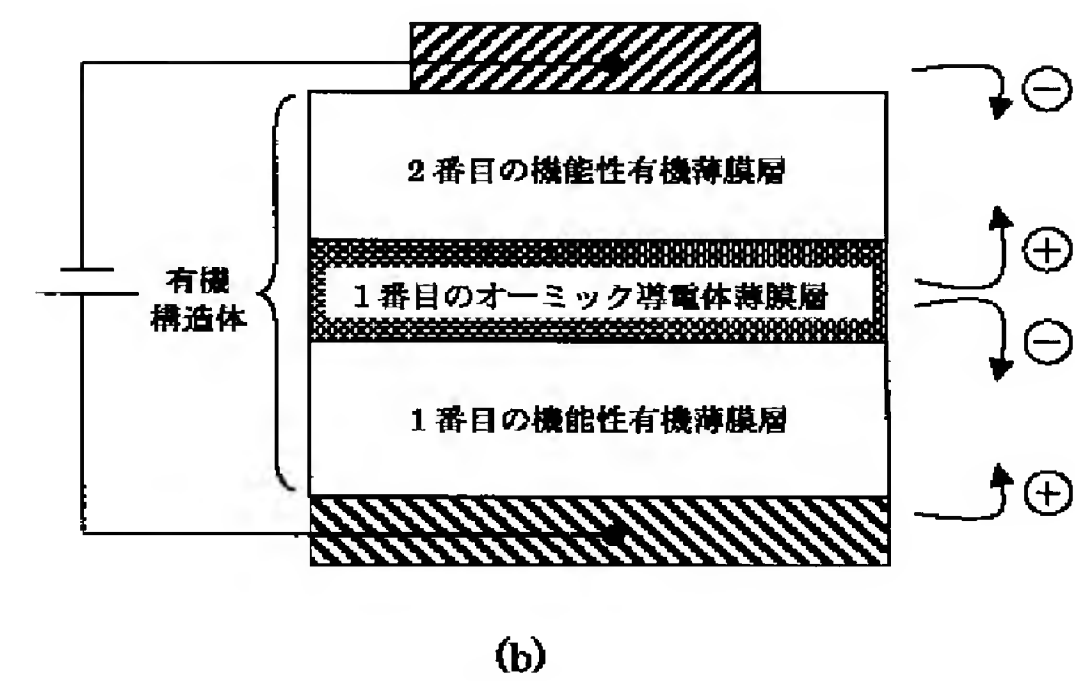 ⊖
2番目の機能性有機薄膜層
⊕
有機
構造体
1番目のオーミック導電体薄膜層
⊖
1番目の機能性有機薄膜層
⊕
(b)